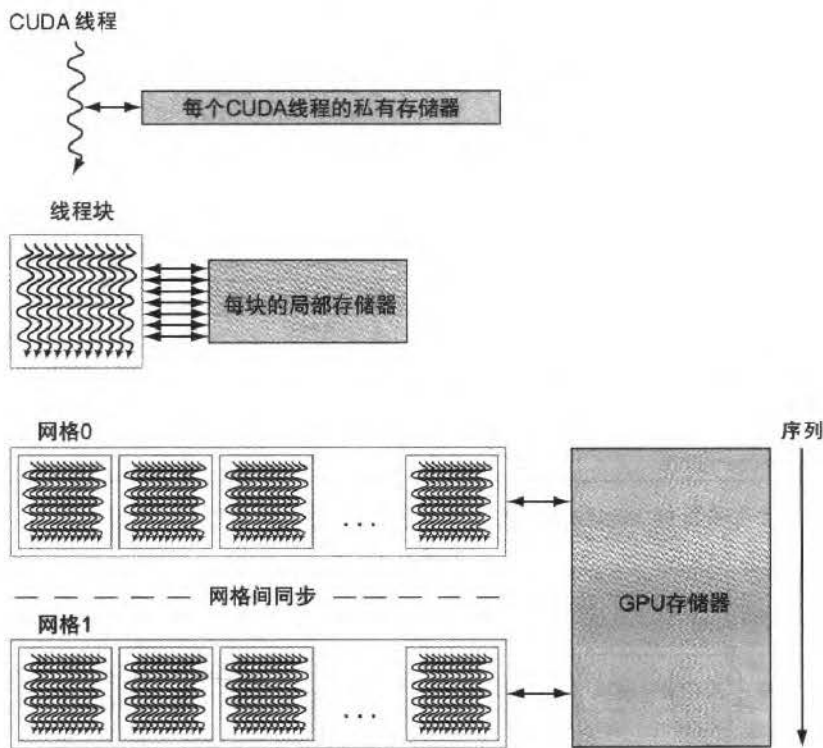 CUDA 线程
每个CUDA线程的私有存储器
线程块
每块的局部存储器
网格0
序列
...
网格间同步
GPU存储器
网格1
...